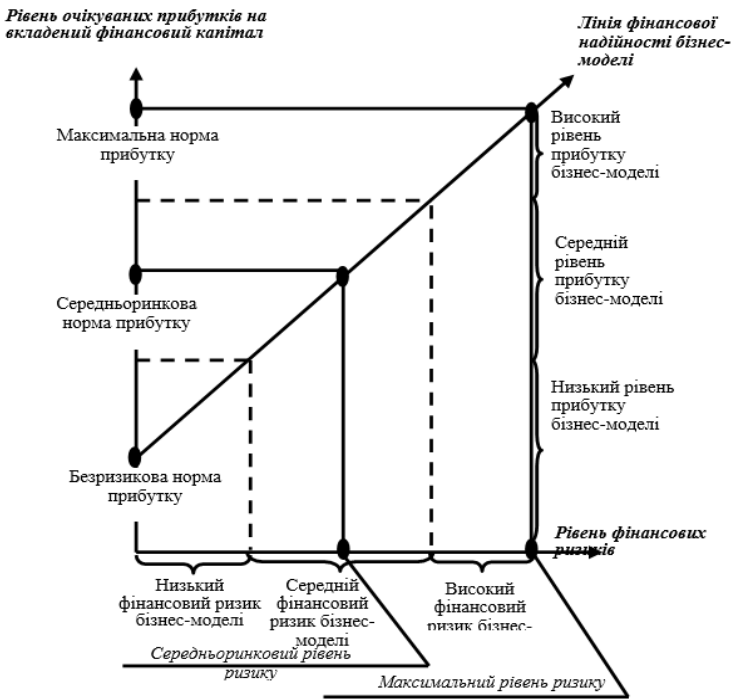 Рівень очікуваних прибутків на
вкладений фінансовий капітал
Лінія фінансової
надійності бізнес-
моделі
Максимальна норма
прибутку
Високий
рівень
прибутку
бізнес-моделі
Середній
рівень
прибутку
бізнес-моделі
Середньоринкова
норма прибутку
Низький рівень
прибутку
бізнес-моделі
Безризикова норма
прибутку
Рівень фінансових
ризиків
Низький
фінансовий ризик
бізнес-моделі
Середній
фінансовий
ризик бізнес-
моделі
Високий
фінансовий
ризик бізнес-
Середньоринковий рівень
ризику
Максимальний рівень ризику